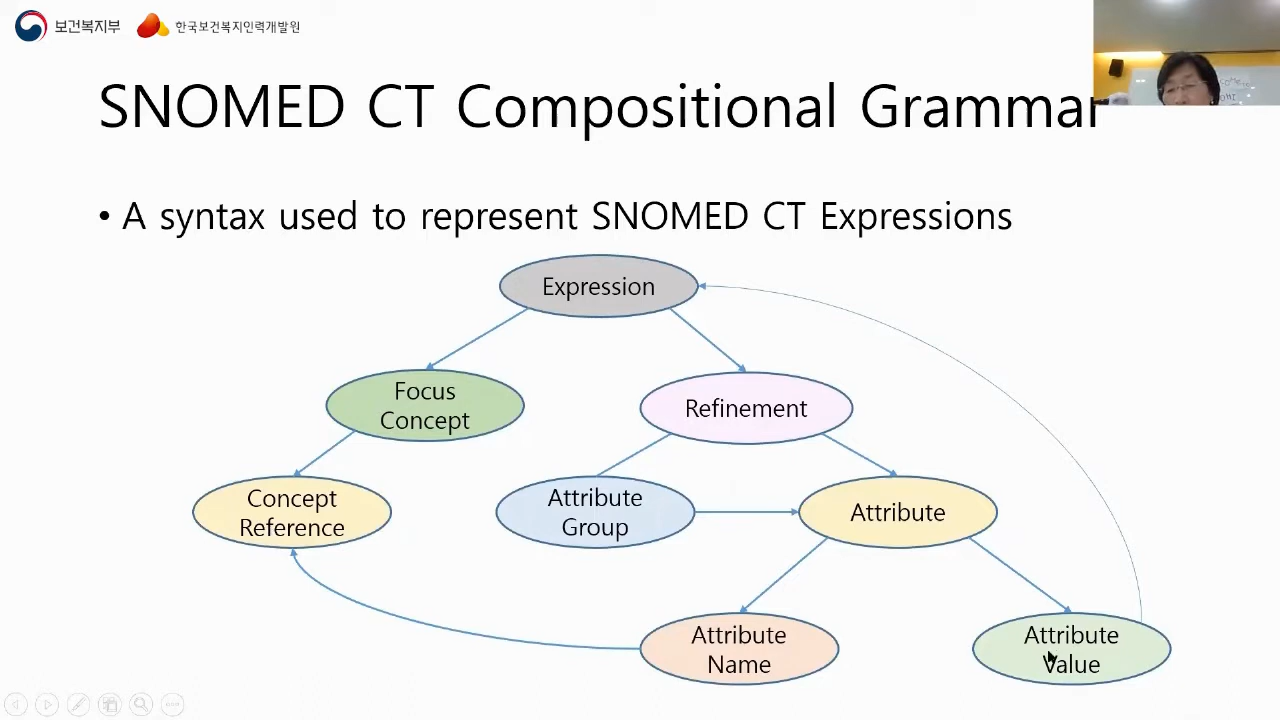 보건복지부
한국보건복지인력개발원
SNOMED CT Compositional Grammar
• A syntax used to represent SNOMED CT Expressions
Expression
Focus
Concept
Refinement
Concept
Reference
Attribute
Group
Attribute
Attribute
Name
Attribute
Value